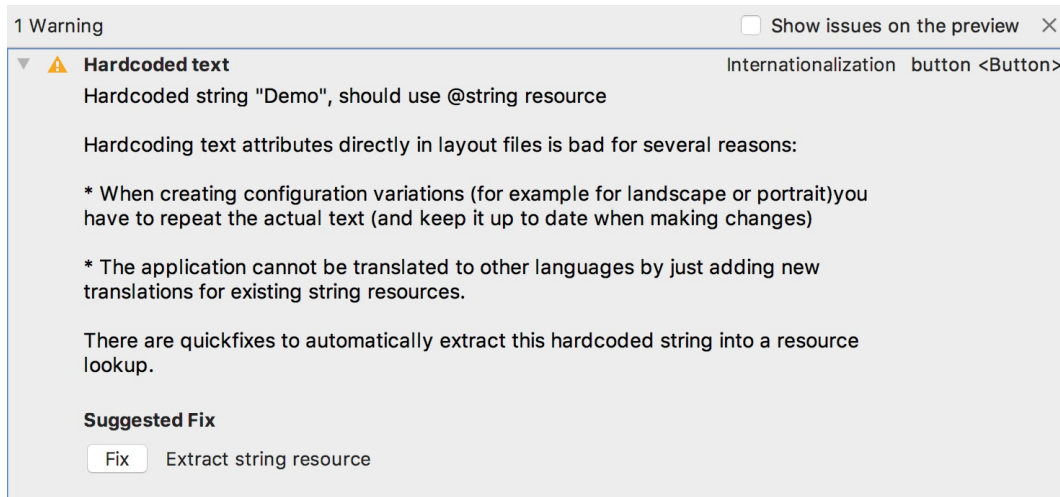 1 Warning Show issues on the preview
Hardcoded text Internationalization button <Button>
Hardcoded string "Demo", should use @string resource
Hardcoding text attributes directly in layout files is bad for several reasons:
* When creating configuration variations (for example for landscape or portrait)you
have to repeat the actual text (and keep it up to date when making changes)
* The application cannot be translated to other languages by just adding new
translations for existing string resources.
There are quickfixes to automatically extract this hardcoded string into a resource
lookup.
Suggested Fix
Fix Extract string resource